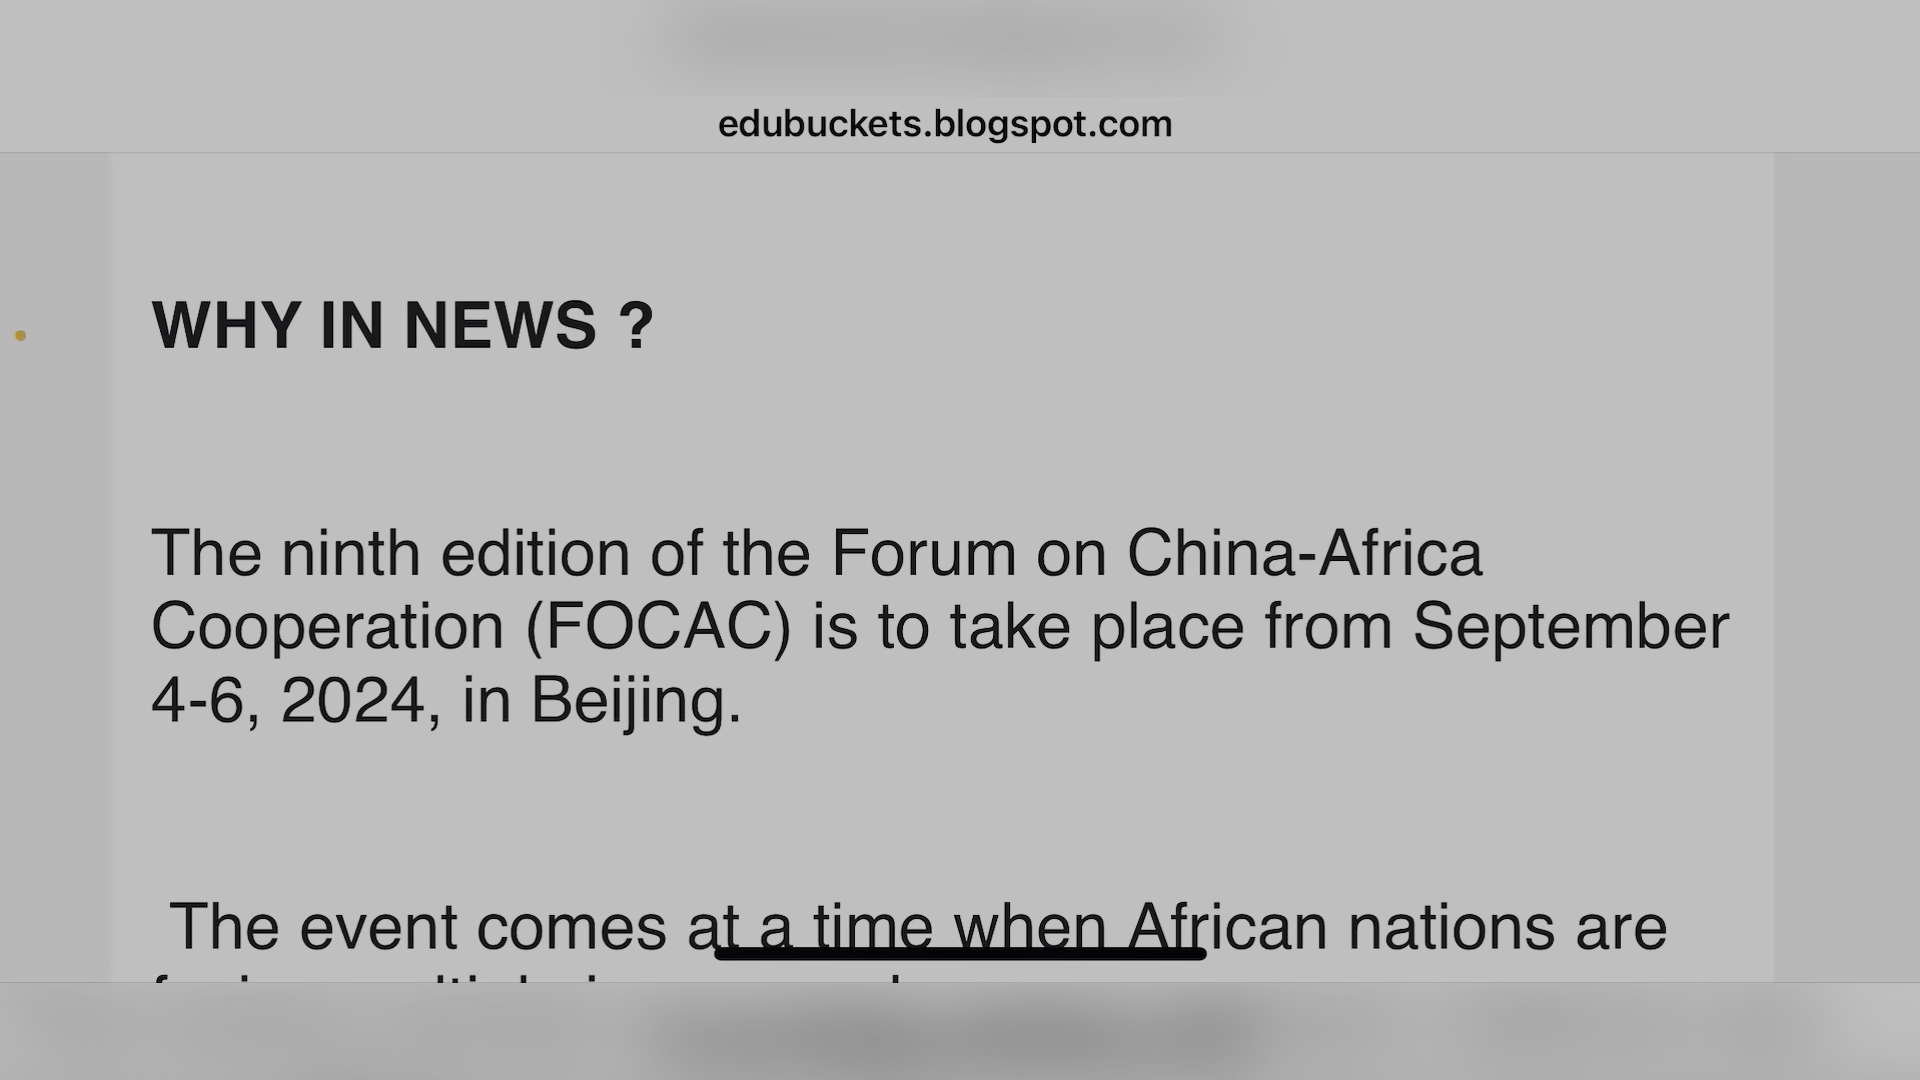 edubuckets.blogspot.com
WHY IN NEWS ?
The ninth edition of the Forum on China-Africa
Cooperation (FOCAC) is to take place from September
4-6, 2024, in Beijing.
The event comes at a time when African nations are